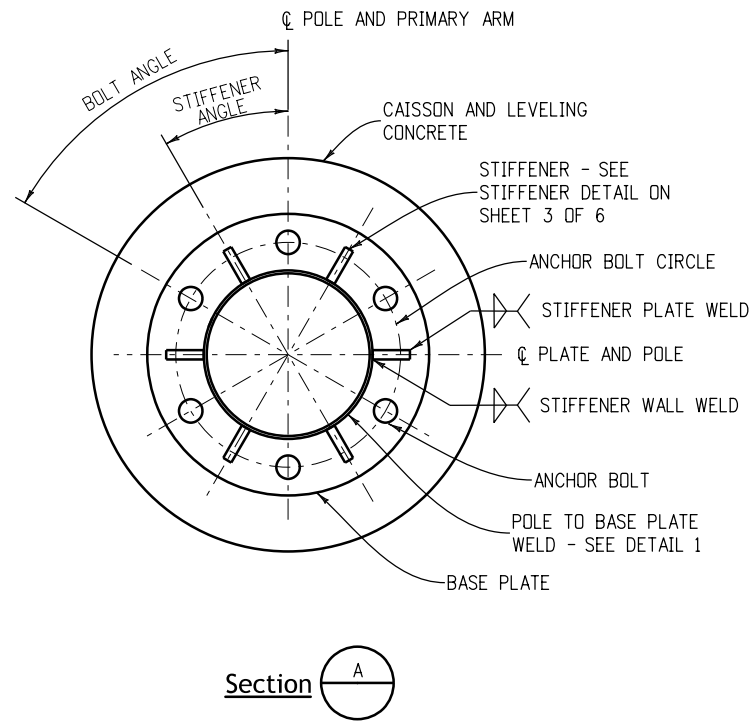 ℄ POLE AND PRIMARY ARM
BOLT ANGLE
STIFFENER
ANGLE
CAISSON AND LEVELING
CONCRETE
STIFFENER - SEE
STIFFENER DETAIL ON
SHEET 3 OF 6
ANCHOR BOLT CIRCLE
STIFFENER PLATE WELD
℄ PLATE AND POLE
STIFFENER WALL WELD
ANCHOR BOLT
POLE TO BASE PLATE
WELD - SEE DETAIL 1
BASE PLATE
Section A